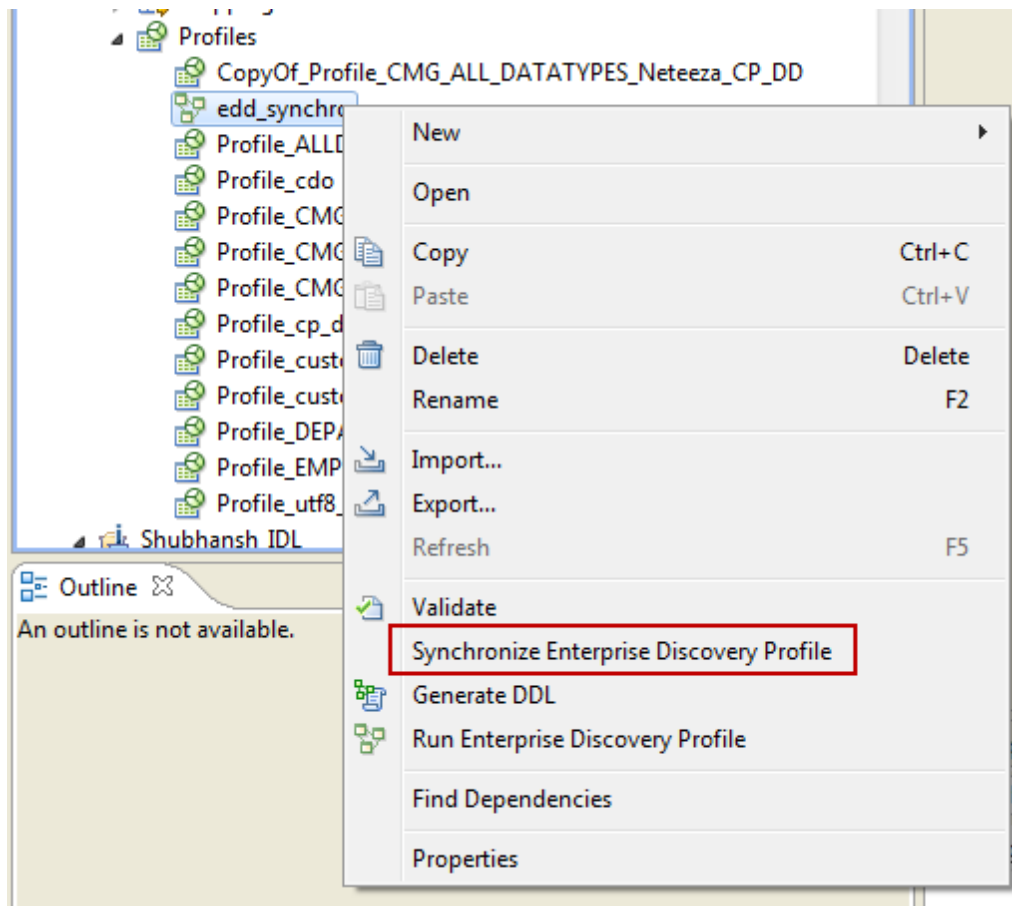 Profiles
CopyOf_Profile_CMG_ALL_DATATYPES_Neteeza_CP_DD
edd_synchro
Profile_ALLD
Profile_cdo
Profile_CMG
Profile_CMG
Profile_CMG
Profile_cp_d
Profile_custo
Profile_custo
Profile_DEPA
Profile_EMP
Profile_utf8_
Shubhansh_IDL
Outline
An outline is not available.
New
Open
Copy Ctrl+C
Paste Ctrl+V
Delete Delete
Rename F2
Import...
Export...
Refresh F5
Validate
Synchronize Enterprise Discovery Profile
Generate DDL
Run Enterprise Discovery Profile
Find Dependencies
Properties